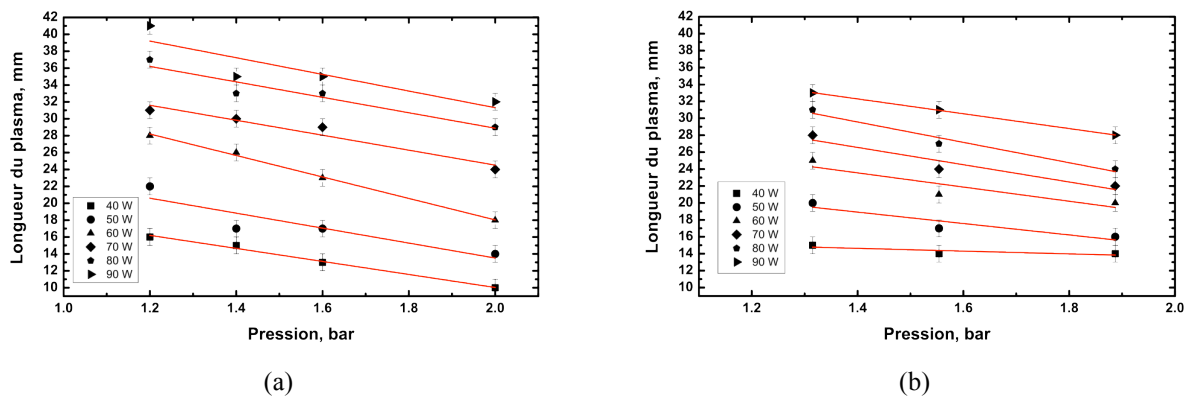 42
40
38
36
34
32
30
28
26
24
22
20
18
16
14
12
10
Longueur du plasma, mm
40 W
50 W
60 W
70 W
80 W
90 W
1.0 1.2 1.4 1.6 1.8 2.0
Pression, bar
(a)
42
40
38
36
34
32
30
28
26
24
22
20
18
16
14
12
10
Longueur du plasma, mm
40 W
50 W
60 W
70 W
80 W
90 W
1.2 1.4 1.6 1.8 2.0
Pression, bar
(b)